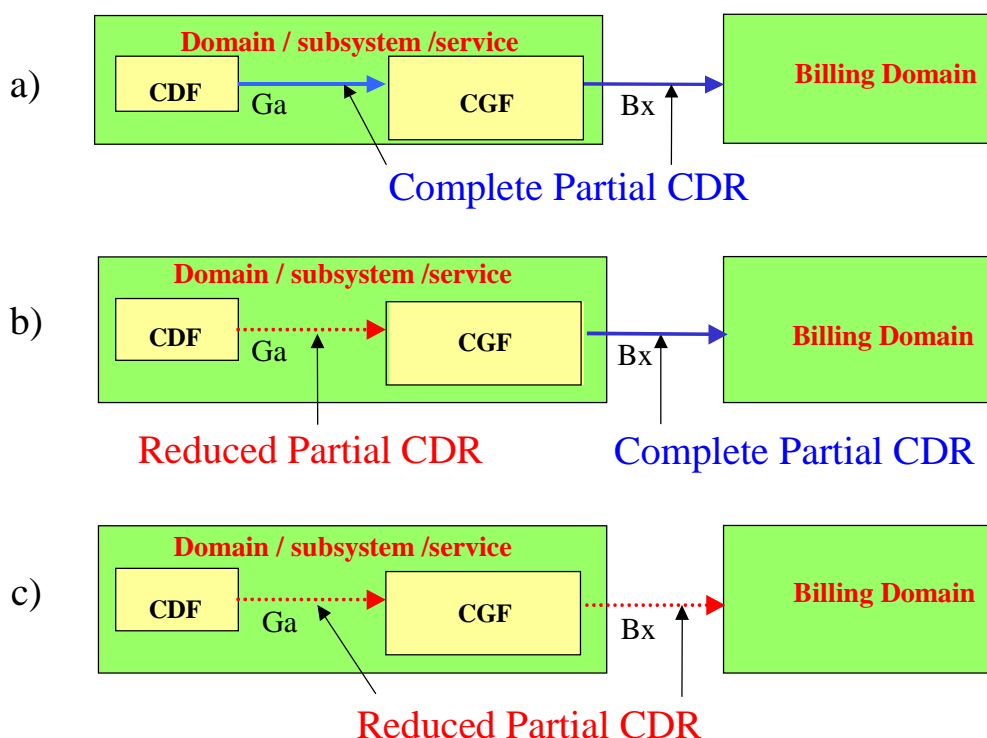 a)
Domain / subsystem /service
CDF
Ga
CGF
Bx
Billing Domain
Complete Partial CDR
b)
Domain / subsystem /service
CDF
Ga
CGF
Bx
Billing Domain
Reduced Partial CDR
Complete Partial CDR
c)
Domain / subsystem /service
CDF
Ga
CGF
Bx
Billing Domain
Reduced Partial CDR